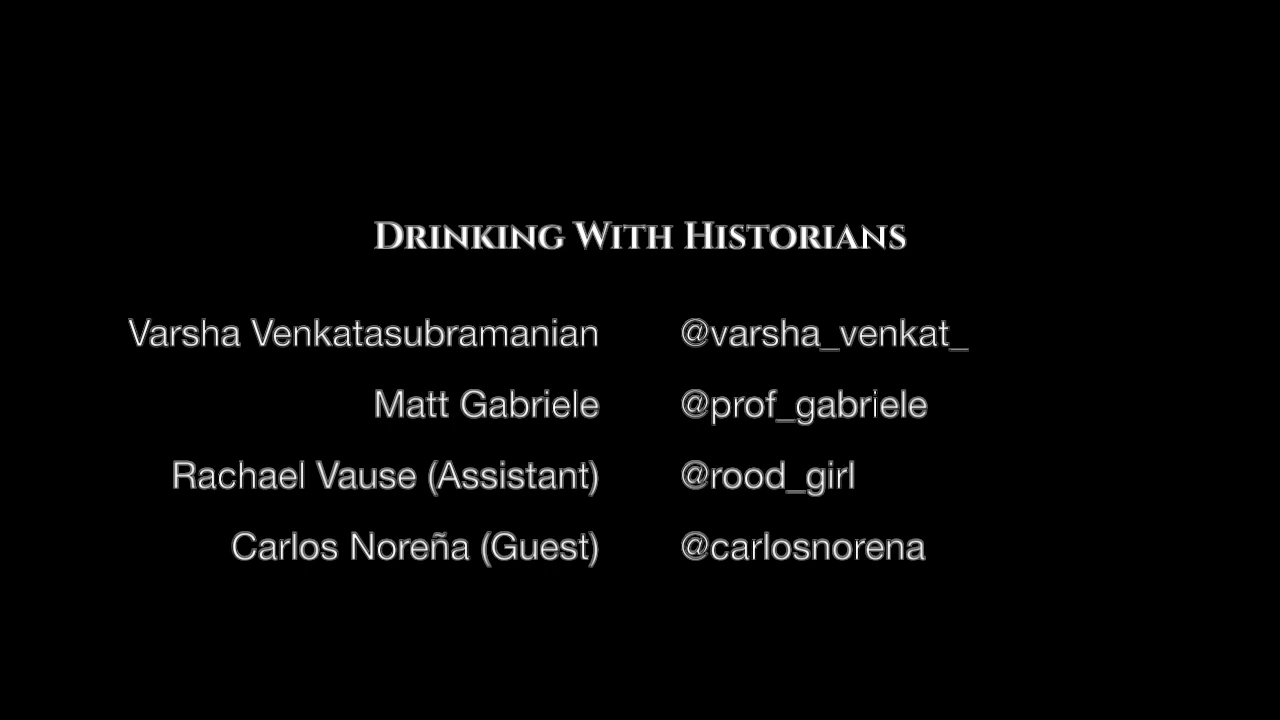 Drinking With Historians
Varsha Venkatasubramanian @varsha_venkat_
Matt Gabriele @prof_gabriele
Rachael Vause (Assistant) @rood_girl
Carlos Noreña (Guest) @carlosnorena